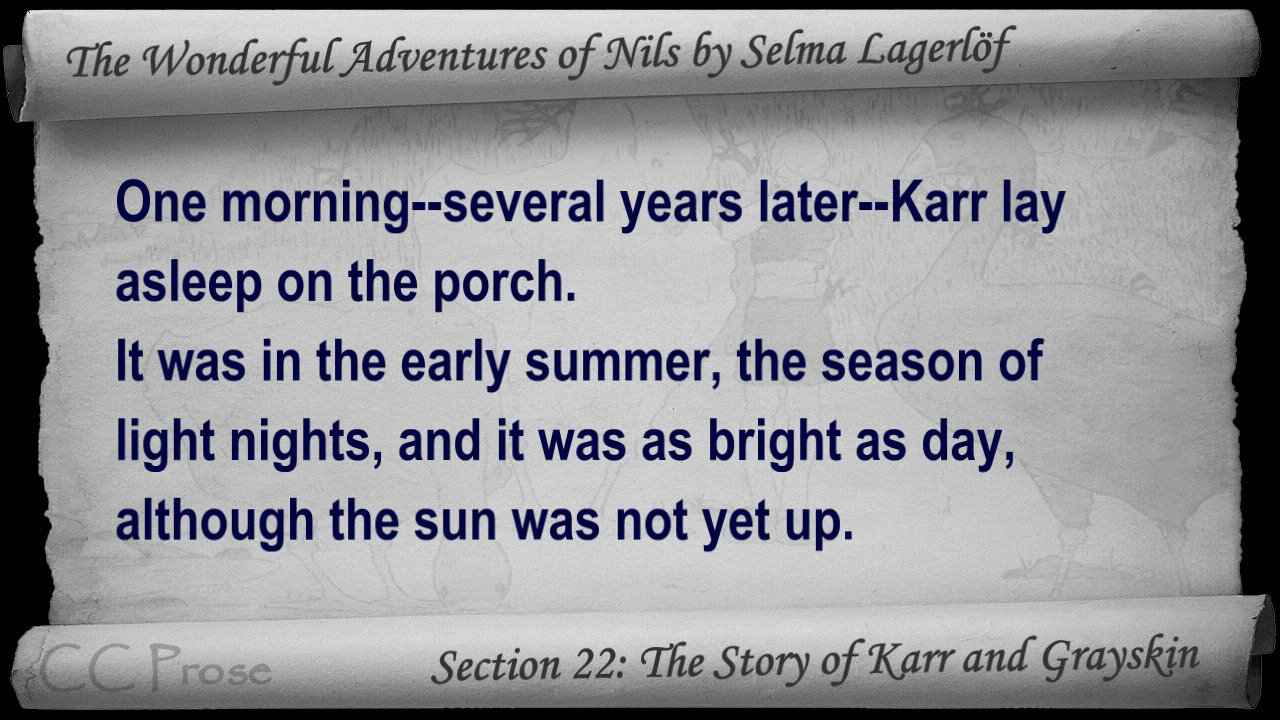 The Wonderful Adventures of Nils by Selma Lagerlöf
One morning--several years later--Karr lay
asleep on the porch.
It was in the early summer, the season of
light nights, and it was as bright as day,
although the sun was not yet up.
CC Prose
Section 22: The Story of Karr and Grayskin